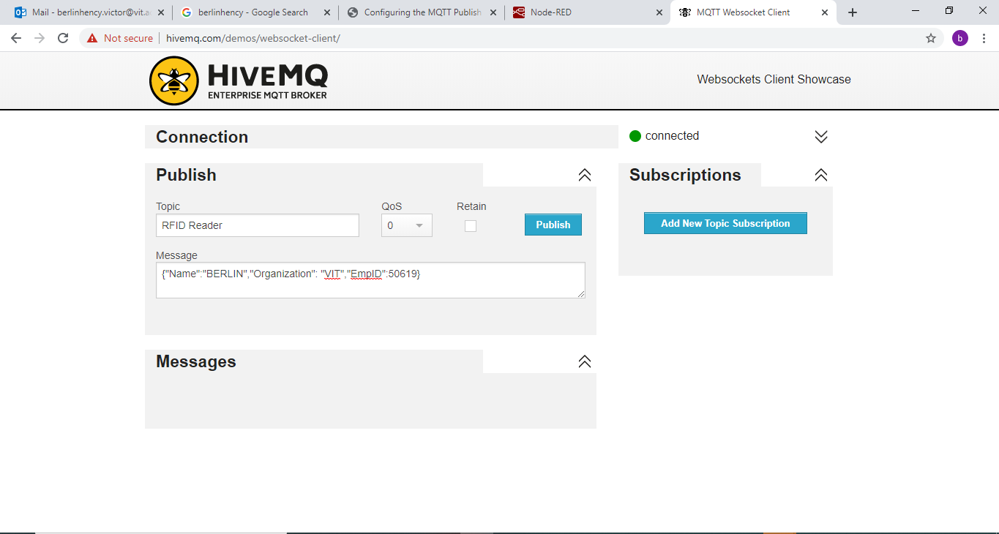 Mail - berlinhency.victor@vit.a
berlinhency - Google Search
Configuring the MQTT Publish
Node-RED
MQTT Websocket Client
Not secure
hivemq.com/demos/websocket-client/
b
HIVEMQ
ENTERPRISE MQTT BROKER
Websockets Client Showcase
Connection
connected
Publish
Subscriptions
Topic
QoS
Retain
RFID Reader
0
Publish
Add New Topic Subscription
Message
{"Name":"BERLIN","Organization": "VIT","EmpID":50619}
Messages